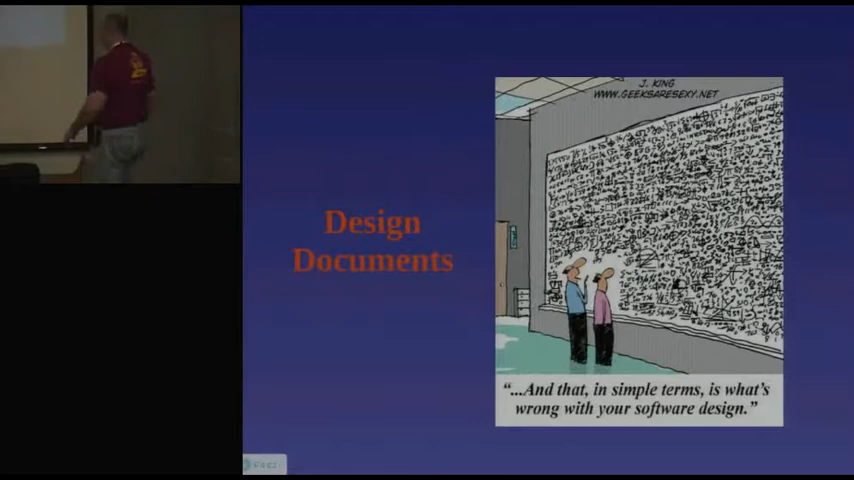 Design
Documents
J. KING
WWW.GEEKSARESEXY.NET
“...And that, in simple terms, is what’s
wrong with your software design.”